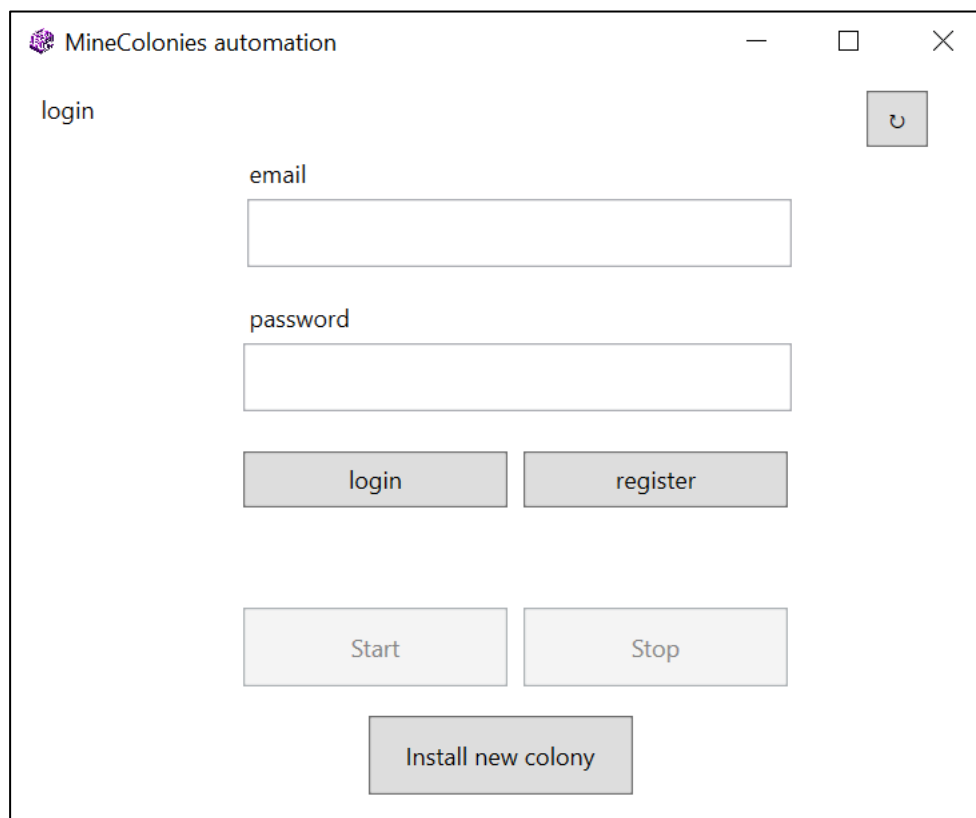 MineColonies automation
login
↻
email
password
login register
Start Stop
Install new colony